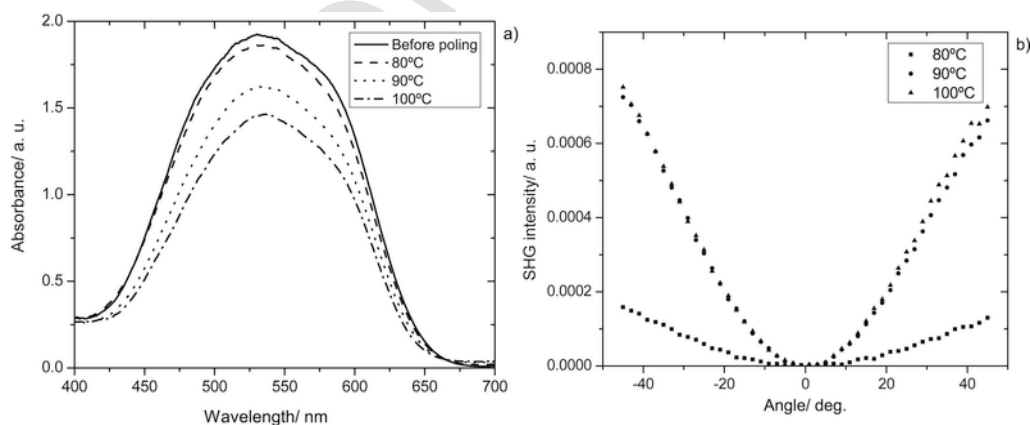 a)
2.0
1.5
1.0
0.5
0.0
Absorbance/ a. u.
Before poling
80ºC
90ºC
100ºC
400 450 500 550 600 650 700
Wavelength/ nm
b)
0.0008
0.0006
0.0004
0.0002
0.0000
SHG intensity/ a. u.
80ºC
90ºC
100ºC
-40 -20 0 20 40
Angle/ deg.